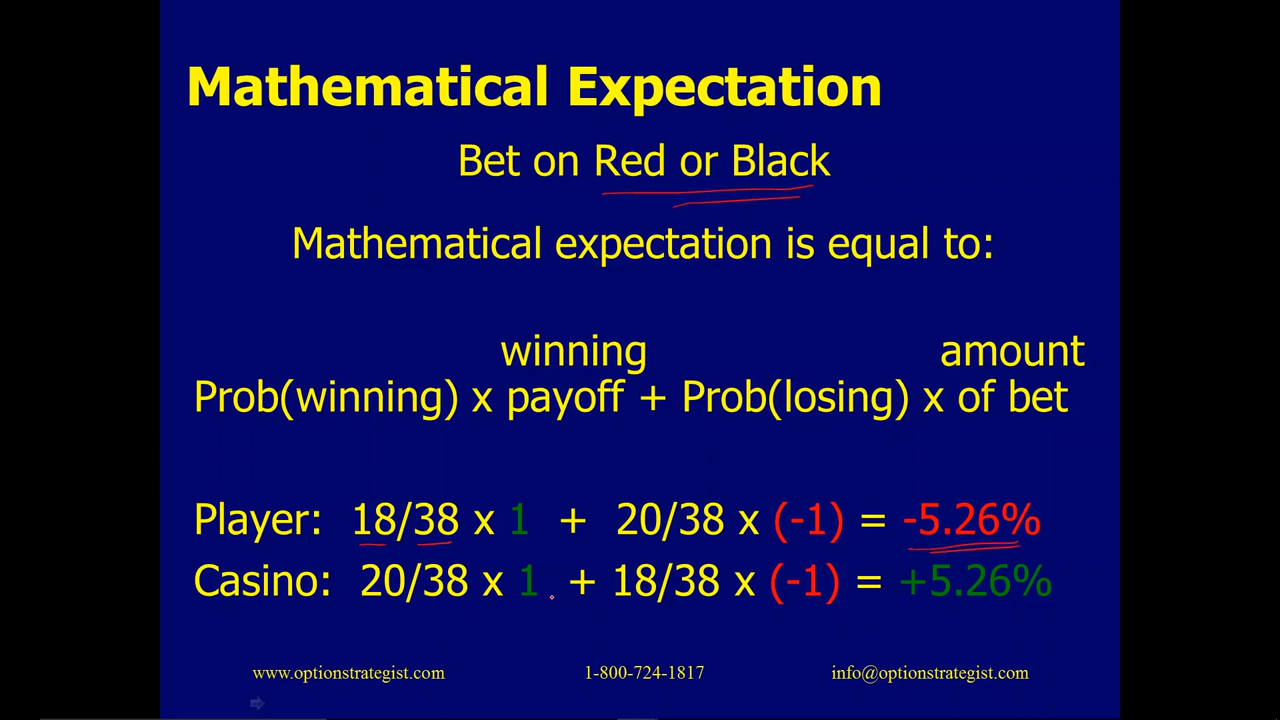 Mathematical Expectation
Bet on Red or Black
Mathematical expectation is equal to:
winning amount
Prob(winning) x payoff + Prob(losing) x of bet
Player: 18/38 x 1 + 20/38 x (-1) = -5.26%
Casino: 20/38 x 1 + 18/38 x (-1) = +5.26%
www.optionstrategist.com 1-800-724-1817 info@optionstrategist.com